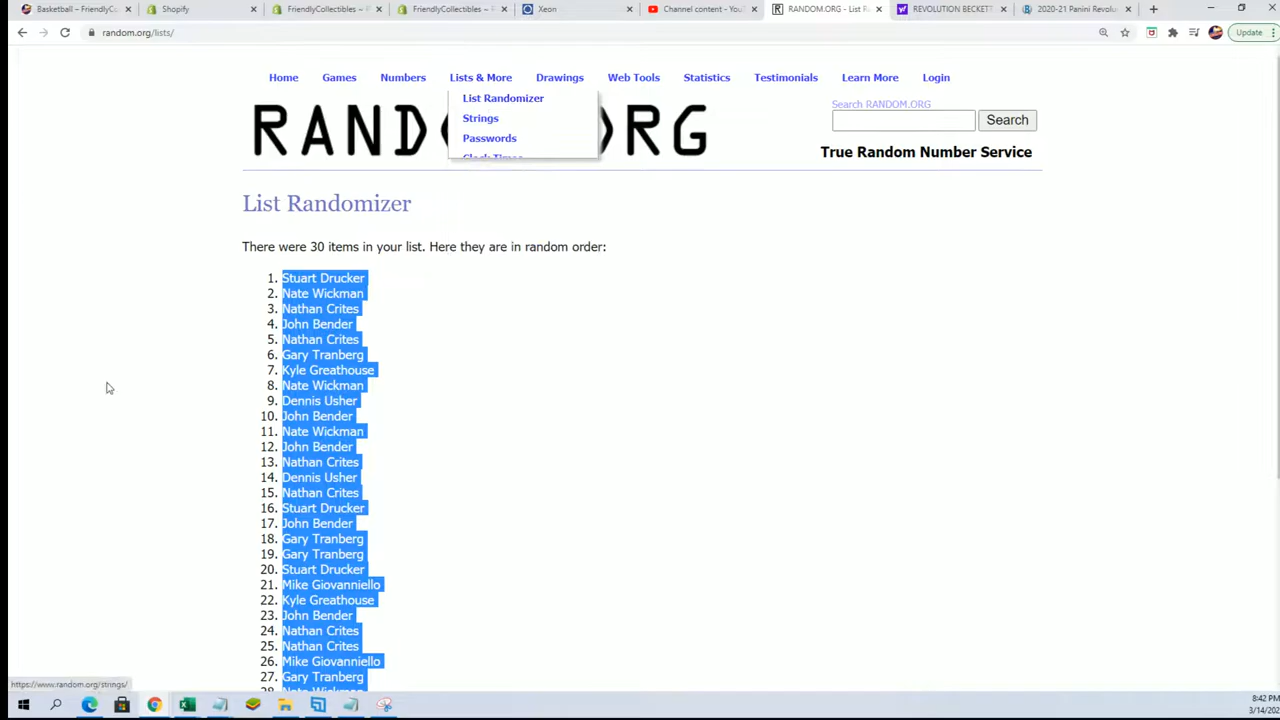 Basketball – FriendlyCo
Shopify
FriendlyCollectibles ~
FriendlyCollectibles ~
Xeon
Channel content - You
RANDOM.ORG - List R
REVOLUTION BECKETT
2020-21 Panini Revolu
random.org/lists/
Update
Home Games Numbers Lists & More Drawings Web Tools Statistics Testimonials Learn More Login
List Randomizer
Strings
Passwords
Clock Times
RAND RG
Search RANDOM.ORG
Search
True Random Number Service
List Randomizer
There were 30 items in your list. Here they are in random order:
1. Stuart Drucker
2. Nate Wickman
3. Nathan Crites
4. John Bender
5. Nathan Crites
6. Gary Tranberg
7. Kyle Greathouse
8. Nate Wickman
9. Dennis Usher
10. John Bender
11. Nate Wickman
12. John Bender
13. Nathan Crites
14. Dennis Usher
15. Nathan Crites
16. Stuart Drucker
17. John Bender
18. Gary Tranberg
19. Gary Tranberg
20. Stuart Drucker
21. Mike Giovanniello
22. Kyle Greathouse
23. John Bender
24. Nathan Crites
25. Nathan Crites
26. Mike Giovanniello
27. Gary Tranberg
28. Nate Wickman
https://www.random.org/strings/
8:42 PM
3/14/202